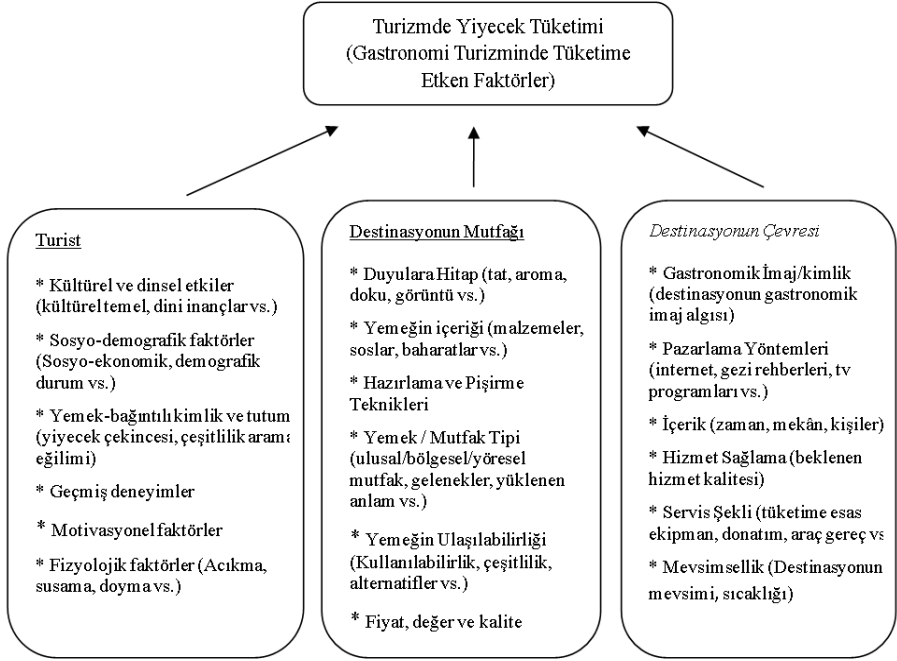 Turizmde Yiyecek Tüketimi
(Gastronomi Turizminde Tüketime
Etken Faktörler)
Turist
* Kültürel ve dinsel etkiler
(kültürel temel, dini inançlar vs.)
* Sosyo-demografik faktörler
(Sosyo-ekonomik, demografik
durum vs.)
* Yemek-bağıntılı kimlik ve tutum
(yiyecek çekincesi, çeşitlilik arama
eğilimi)
* Geçmiş deneyimler
* Motivasyonel faktörler
* Fizyolojik faktörler (Acıkma,
susama, doyma vs.)
Destinasyonun Mutfağı
* Duyulara Hitap (tat, aroma,
doku, görüntü vs.)
* Yemeğin içeriği (malzemeler,
soslar, baharatlar vs.)
* Hazırlama ve Pişirme
Teknikleri
* Yemek / Mutfak Tipi
(ulusal/bölgesel/yöresel
mutfak, gelenekler, yüklenen
anlam vs.)
* Yemeğin Ulaşılabilirliği
(Kullanılabilirlik, çeşitlilik,
alternatifler vs.)
* Fiyat, değer ve kalite
Destinasyonun Çevresi
* Gastronomik İmaj/kimlik
(destinasyonun gastronomik
imaj algısı)
* Pazarlama Yöntemleri
(internet, gezi rehberleri, tv
programları vs.)
* İçerik (zaman, mekân, kişiler)
* Hizmet Sağlama (beklenen
hizmet kalitesi)
* Servis Şekli (tüketime esas
ekipman, donatım, araç gereç vs
* Mevsimsellik (Destinasyonun
mevsimi, sıcaklığı)